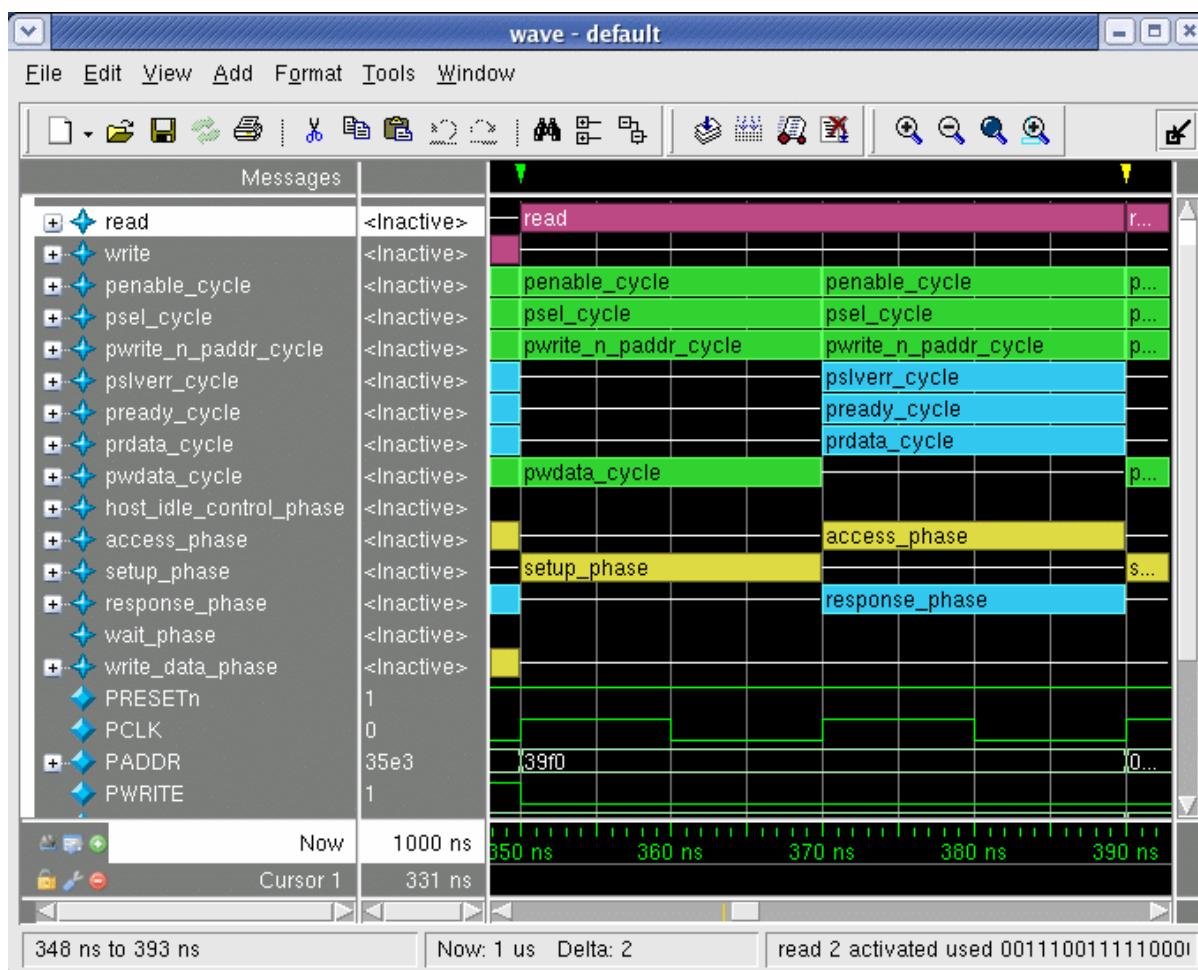 wave - default
File Edit View Add Format Tools Window
Messages
read <Inactive> read r...
write <Inactive>
penable_cycle <Inactive> penable_cycle penable_cycle p...
psel_cycle <Inactive> psel_cycle psel_cycle p...
pwrite_n_paddr_cycle <Inactive> pwrite_n_paddr_cycle pwrite_n_paddr_cycle p...
pslverr_cycle <Inactive> pslverr_cycle
pready_cycle <Inactive> pready_cycle
prdata_cycle <Inactive> prdata_cycle
pwdata_cycle <Inactive> pwdata_cycle p...
host_idle_control_phase <Inactive>
access_phase <Inactive> access_phase
setup_phase <Inactive> setup_phase s...
response_phase <Inactive> response_phase
wait_phase <Inactive>
write_data_phase <Inactive>
PRESETn 1
PCLK 0
PADDR 35e3 39f0 0...
PWRITE 1
Now 1000 ns 350 ns 360 ns 370 ns 380 ns 390 ns
Cursor 1 331 ns
348 ns to 393 ns Now: 1 us Delta: 2 read 2 activated used 001110011111000